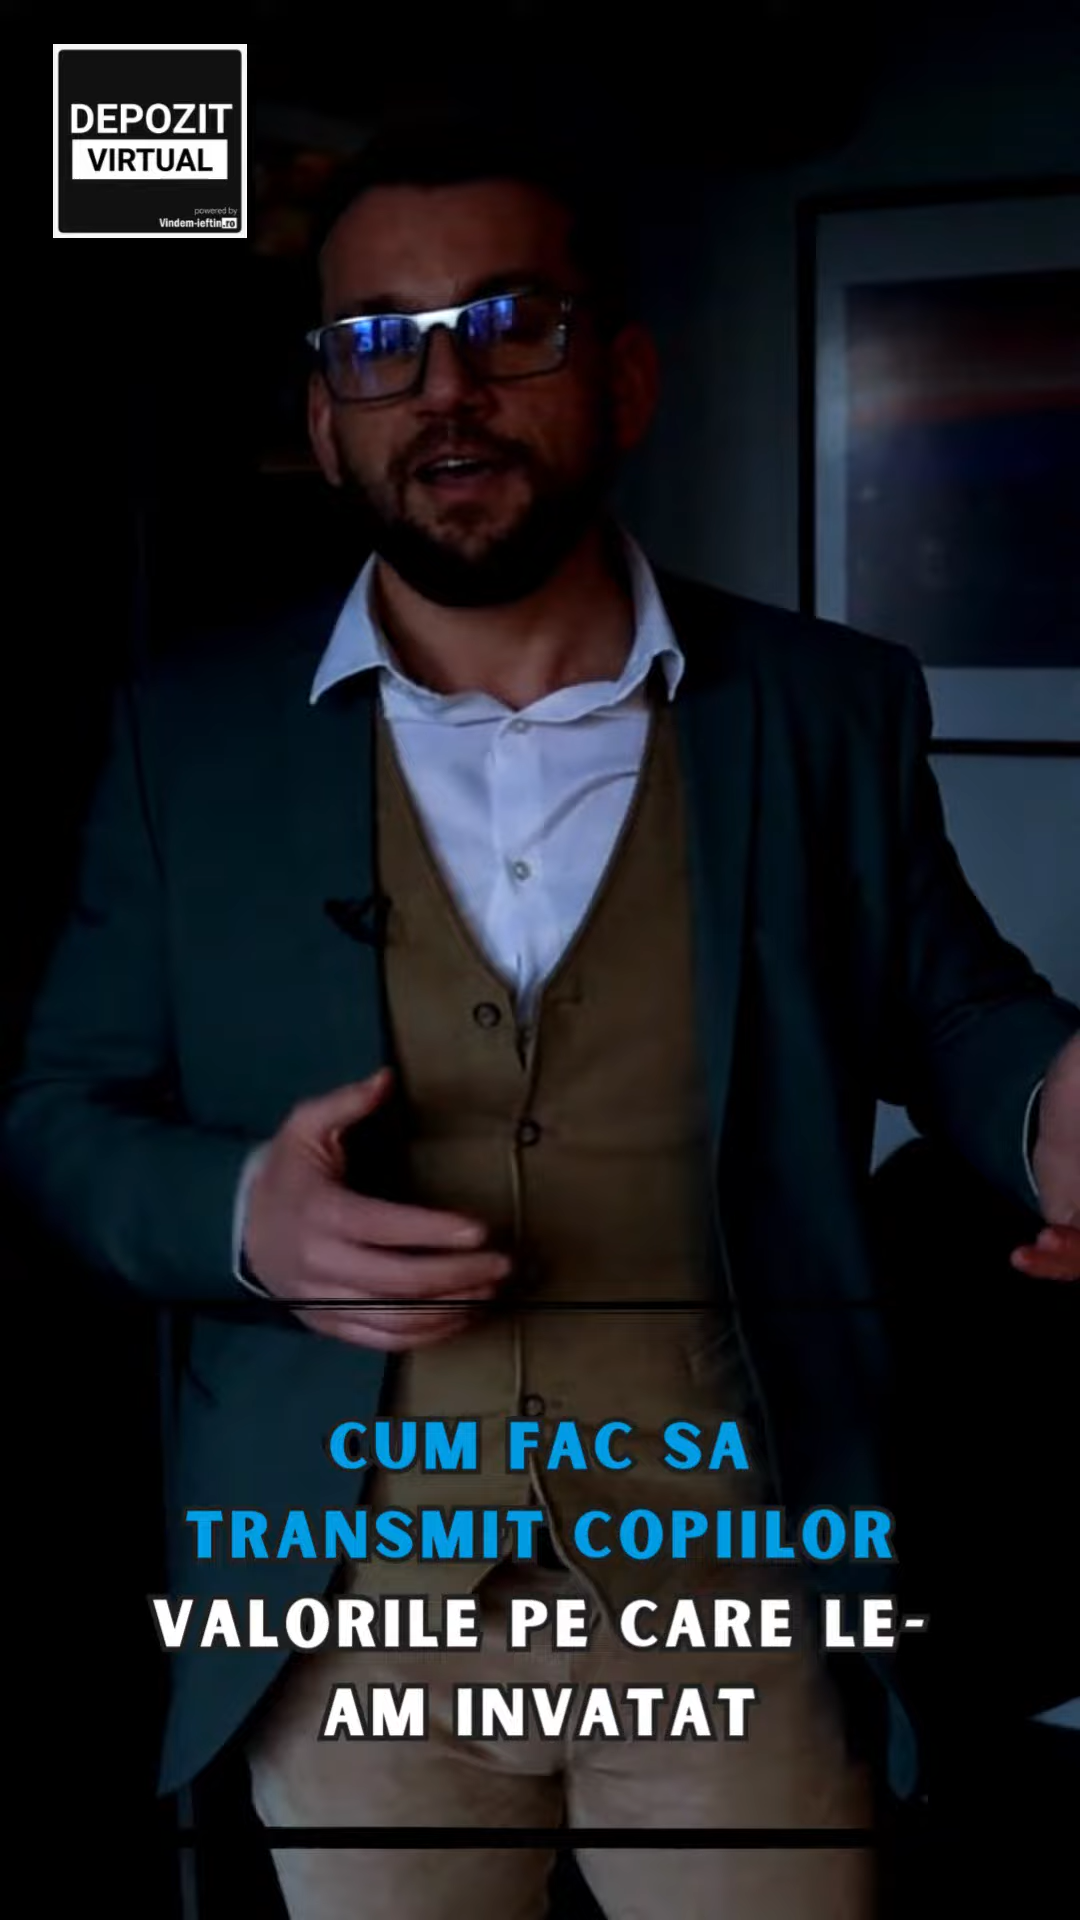 DEPOZIT
VIRTUAL
powered by
Vindem-ieftin.ro
CUM FAC SA
TRANSMIT COPIILOR
VALORILE PE CARE LE-
AM INVATAT